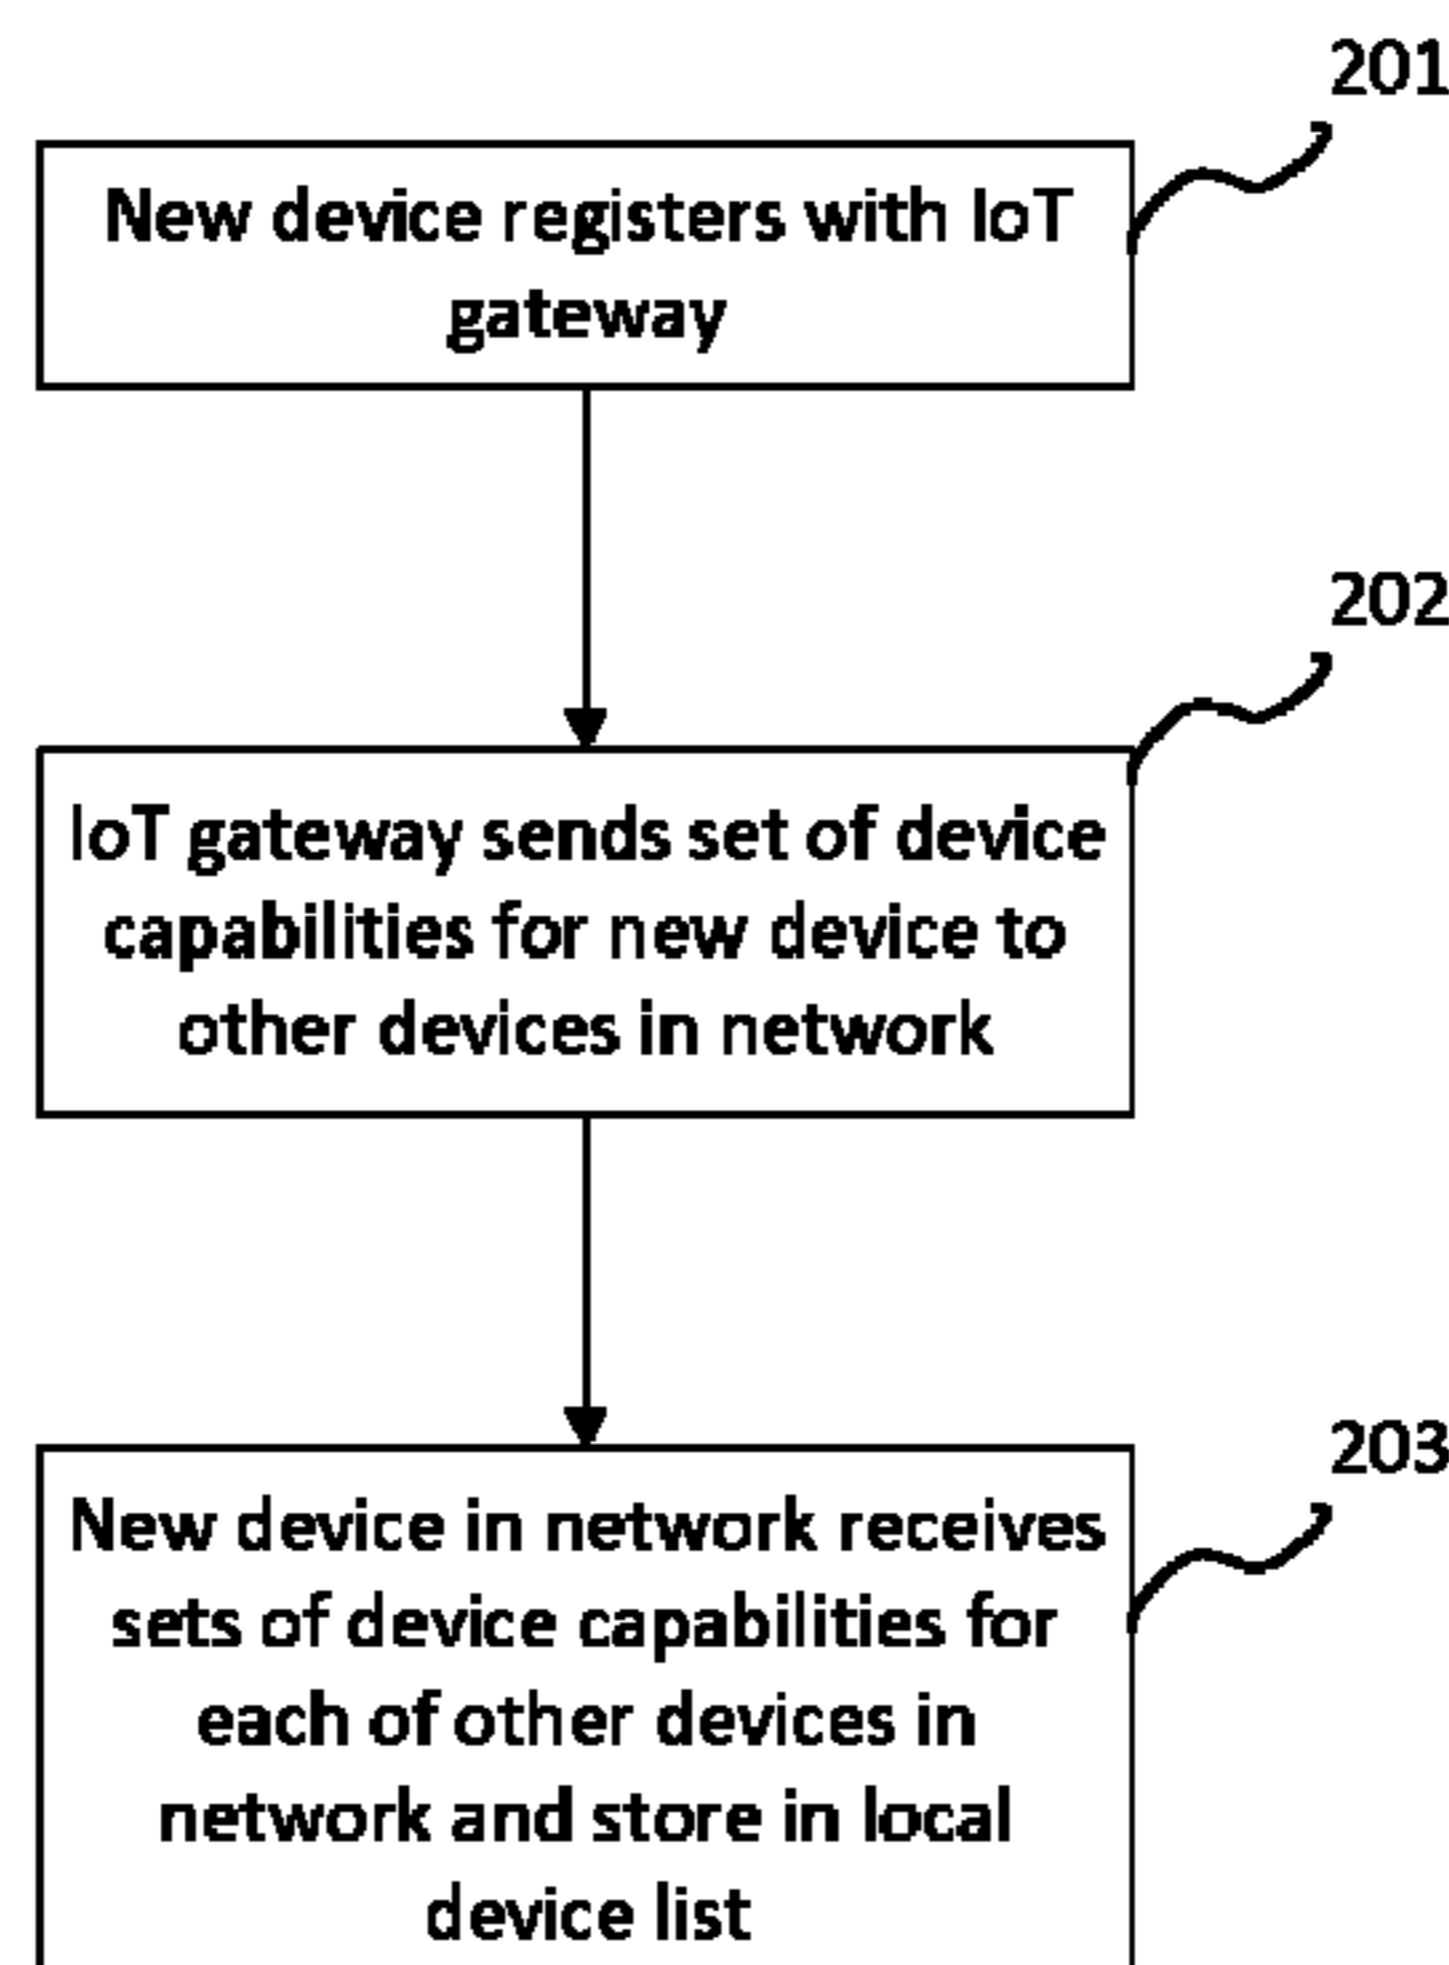 201
New device registers with IoT
gateway
202
IoT gateway sends set of device
capabilities for new device to
other devices in network
203
New device in network receives
sets of device capabilities for
each of other devices in
network and store in local
device list